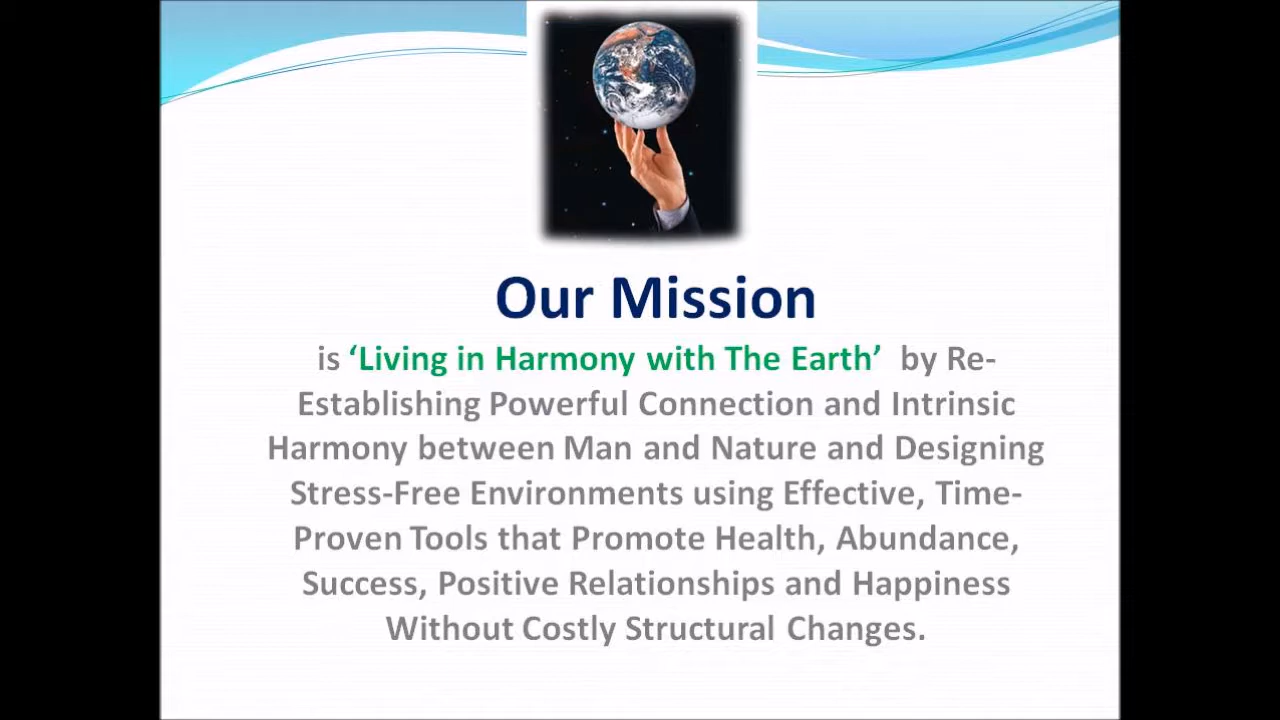 Our Mission
is ‘Living in Harmony with The Earth’ by Re-
Establishing Powerful Connection and Intrinsic
Harmony between Man and Nature and Designing
Stress-Free Environments using Effective, Time-
Proven Tools that Promote Health, Abundance,
Success, Positive Relationships and Happiness
Without Costly Structural Changes.